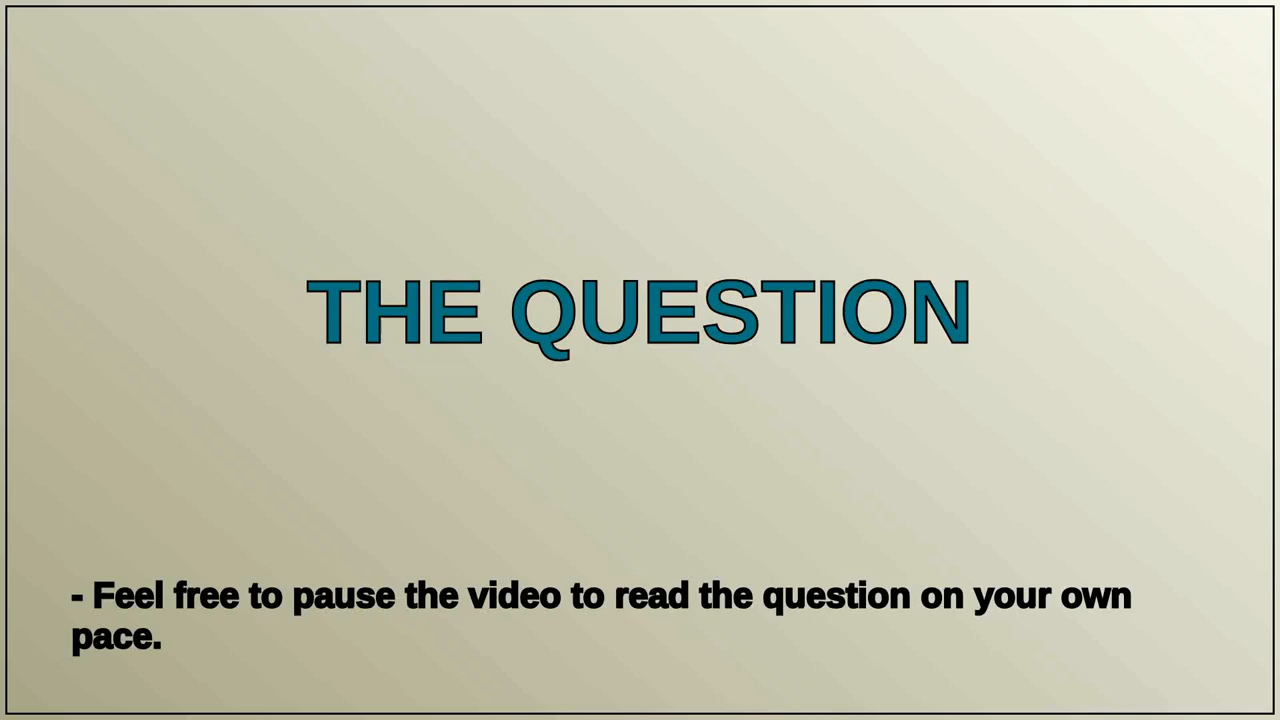 THE QUESTION
- Feel free to pause the video to read the question on your own
pace.